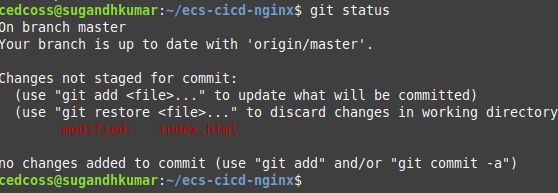 cedcoss@sugandhkumar:~/ecs-cicd-nginx$ git status
On branch master
Your branch is up to date with 'origin/master'.

Changes not staged for commit:
  (use "git add <file>..." to update what will be committed)
  (use "git restore <file>..." to discard changes in working directory
        modified:   index.html

no changes added to commit (use "git add" and/or "git commit -a")
cedcoss@sugandhkumar:~/ecs-cicd-nginx$